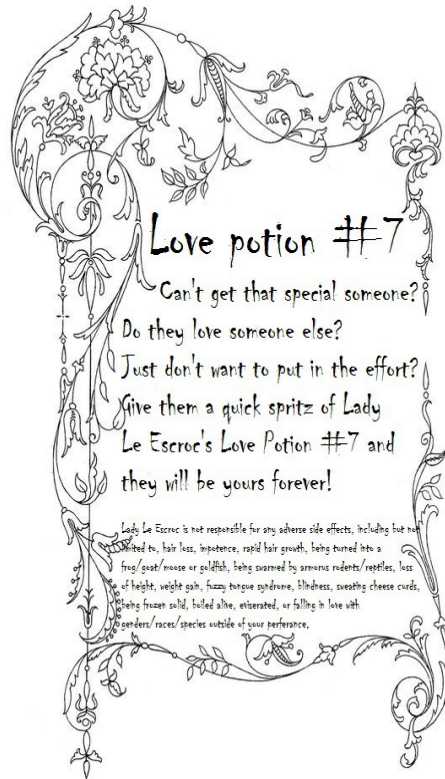 Love potion #7
Can't get that special someone?
Do they love someone else?
Just don't want to put in the effort?
Give them a quick spritz of Lady
Le Escroc's Love Potion #7 and
they will be yours forever!
Lady Le Escroc is not responsible for any adverse side effects, including but not
limited to, hair loss, impotence, rapid hair growth, being turned into a
frog/goat/moose or goldfish, being swarmed by armorus rodents/reptiles, loss
of height, weight gain, fuzzy tongue syndrome, blindness, sweating cheese curds,
being frozen solid, boiled alive, eviserated, or falling in love with
genders/races/species outside of your perferance.